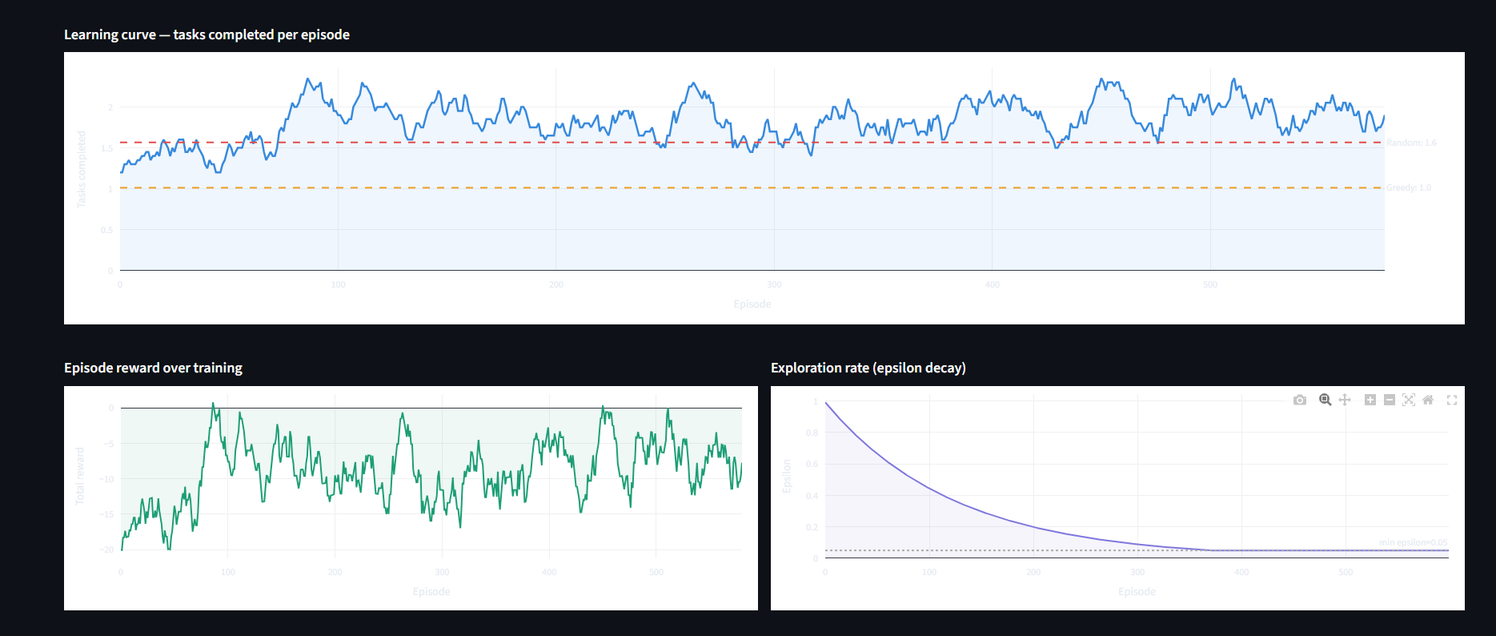 Learning curve — tasks completed per episode
Tasks completed
2
1.5
1
0.5
0
Random: 1.6
Greedy: 1.0
0 100 200 300 400 500
Episode
Episode reward over training
Total reward
0
−5
−10
−15
−20
0 100 200 300 400 500
Episode
Exploration rate (epsilon decay)
Epsilon
1
0.8
0.6
0.4
0.2
0
min epsilon=0.05
0 100 200 300 400 500
Episode